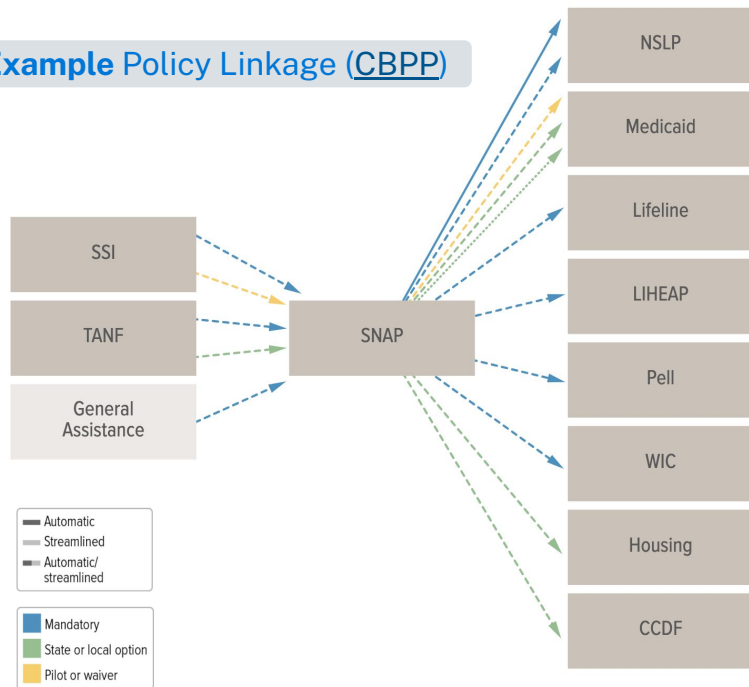 Example Policy Linkage (CBPP)
SSI
TANF
General
Assistance
SNAP
NSLP
Medicaid
Lifeline
LIHEAP
Pell
WIC
Housing
CCDF
Automatic
Streamlined
Automatic/
streamlined
Mandatory
State or local option
Pilot or waiver